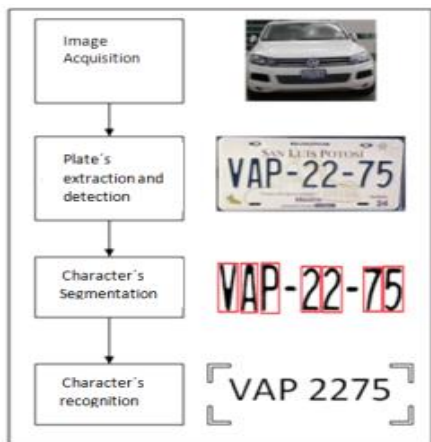 Image
Acquisition
Plate´s
extraction and
detection
SAN LUIS POTOSI
VAP-22-75
24
Character´s
Segmentation
VAP-22-75
Character´s
recognition
VAP 2275